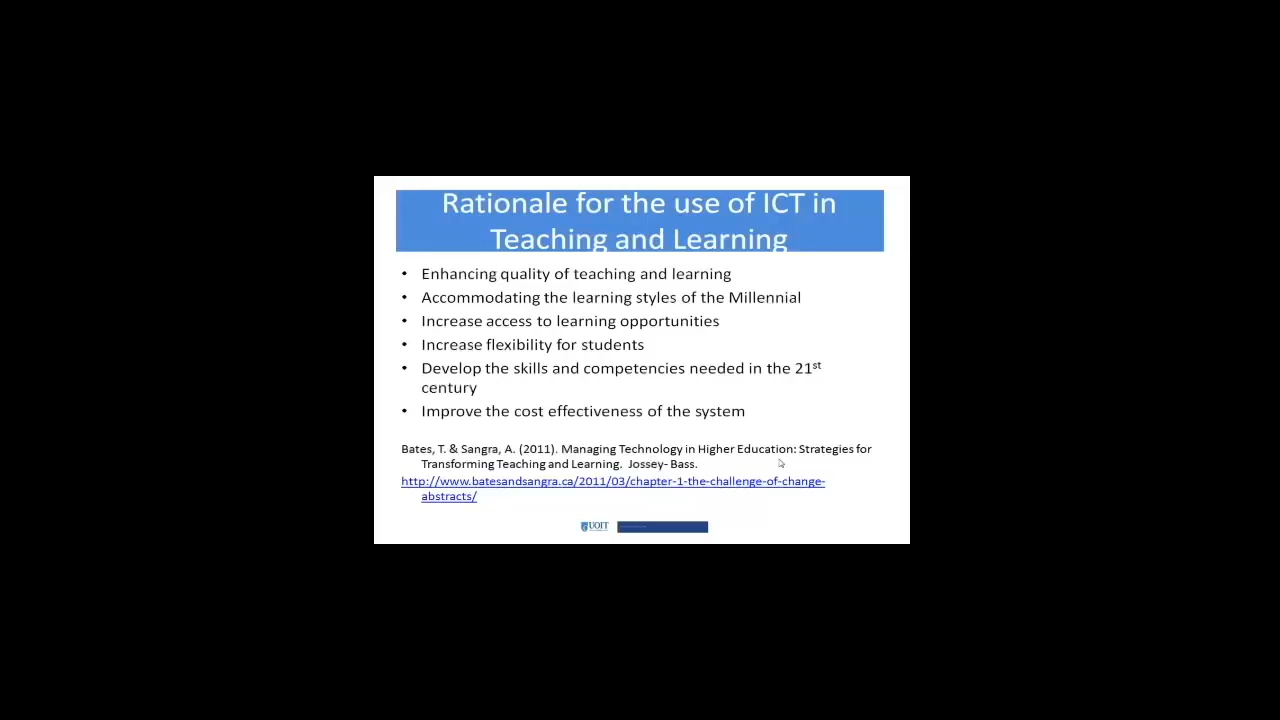 Rationale for the use of ICT in
Teaching and Learning
• Enhancing quality of teaching and learning
• Accommodating the learning styles of the Millennial
• Increase access to learning opportunities
• Increase flexibility for students
• Develop the skills and competencies needed in the 21st
century
• Improve the cost effectiveness of the system
Bates, T. & Sangra, A. (2011). Managing Technology in Higher Education: Strategies for
Transforming Teaching and Learning. Jossey- Bass.
http://www.batesandsangra.ca/2011/03/chapter-1-the-challenge-of-change-
abstracts/
UOIT